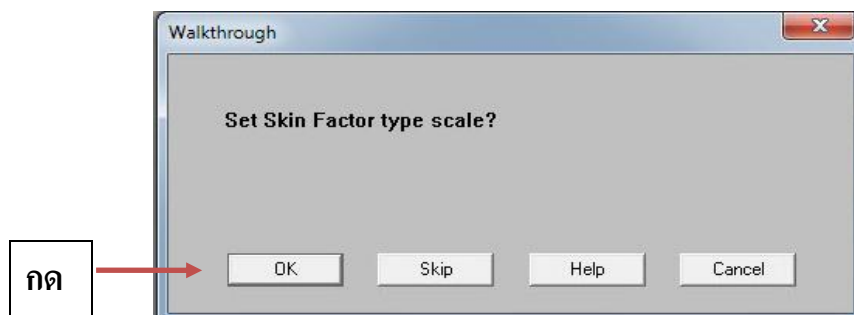 Walkthrough
Set Skin Factor type scale?
กด
OK Skip Help Cancel